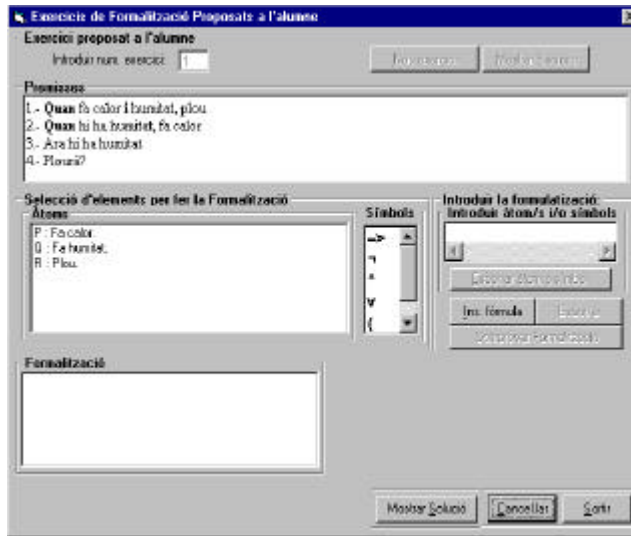 Exercicis de Formalització Proposats a l'alumne
Exercici proposat a l'alumne
Introduir num. exercici: 1
Premisses
1.- Quan fa calor i humitat, plou
2.- Quan hi ha humitat, fa calor
3.- Ara hi ha humitat
4.- Plourà?
Selecció d'elements per fer la Formalització
Àtoms
P : Fa calor.
Q : Fa humitat.
R : Plou.
Símbols
=>
¬
^
v
(
Introduir la formulatizació:
Introduir àtom/s i/o símbols
Ins. fórmula
Formalització
Mostrar Solució
Cancel·lar
Sortir